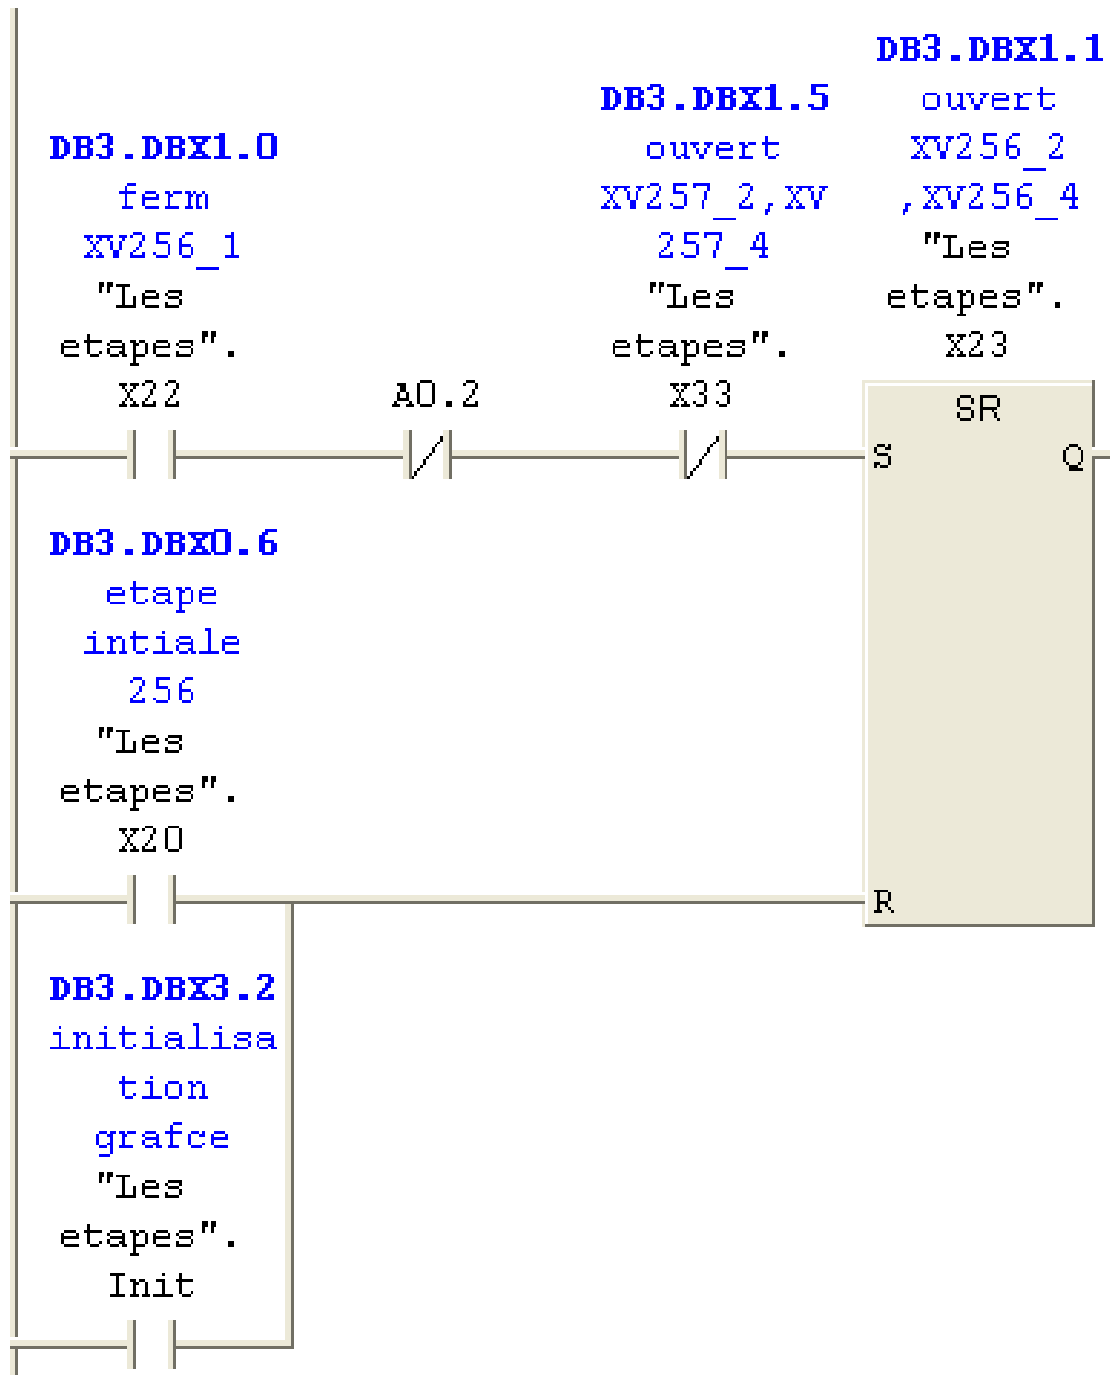 DB3.DBX1.0
ferm
XV256_1
"Les
etapes".
X22
A0.2
DB3.DBX1.5
ouvert
XV257_2,XV
257_4
"Les
etapes".
X33
DB3.DBX1.1
ouvert
XV256_2
,XV256_4
"Les
etapes".
X23
SR
S
Q
DB3.DBX0.6
etape
intiale
256
"Les
etapes".
X20
R
DB3.DBX3.2
initialisa
tion
grafce
"Les
etapes".
Init